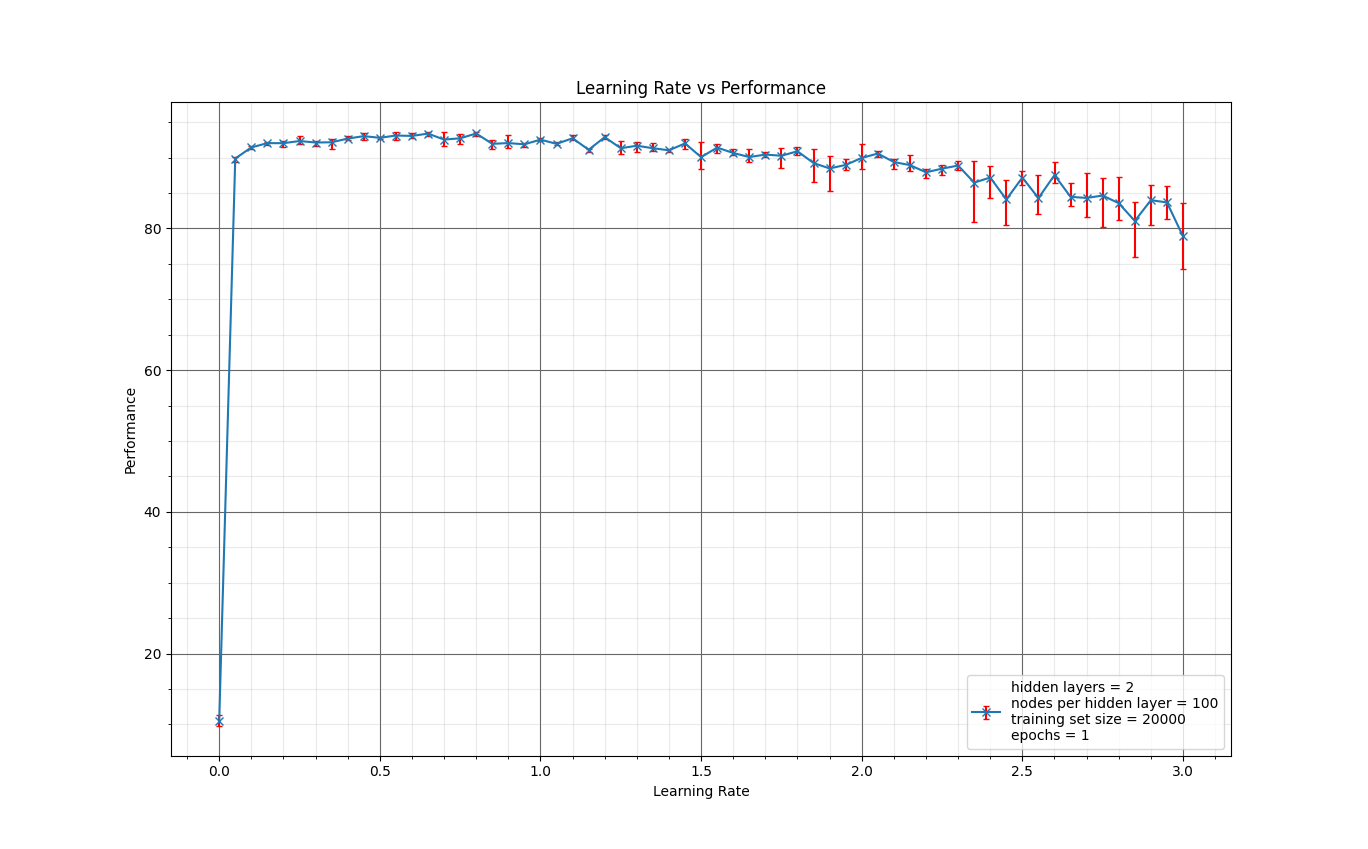 Learning Rate vs Performance
Performance
80
60
40
20
0.0 0.5 1.0 1.5 2.0 2.5 3.0
Learning Rate
hidden layers = 2
nodes per hidden layer = 100
training set size = 20000
epochs = 1